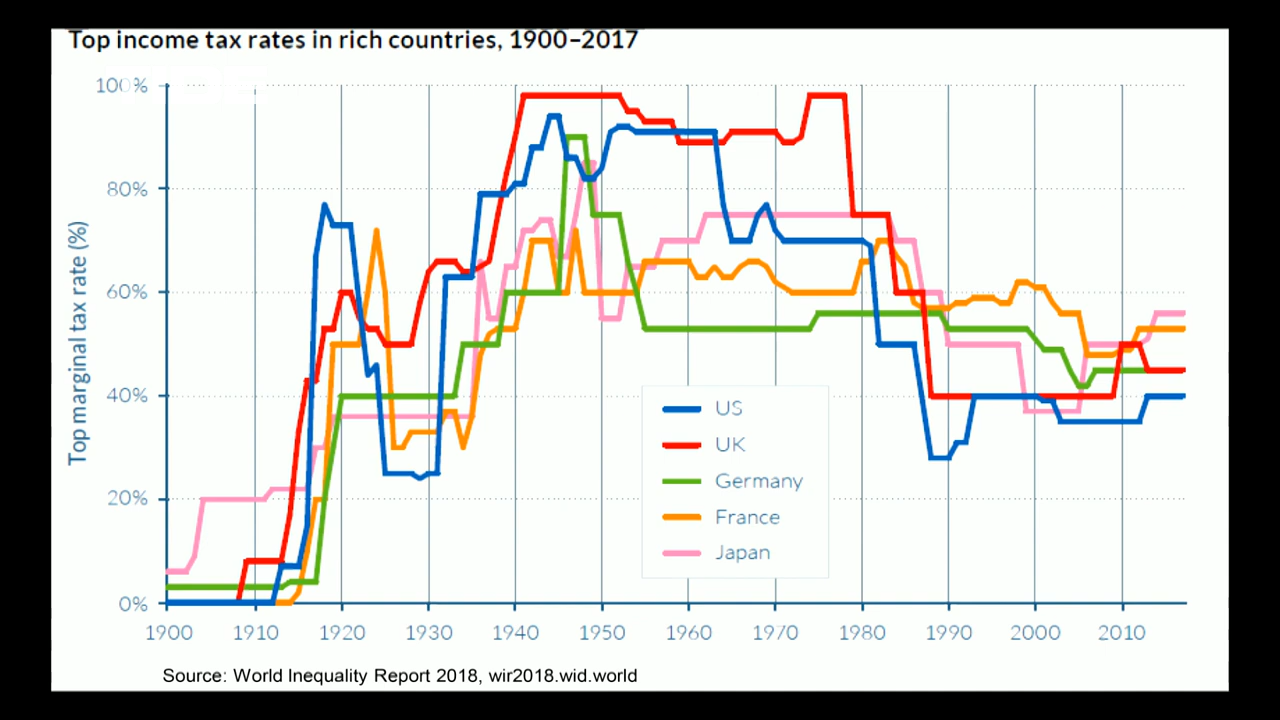 Top income tax rates in rich countries, 1900–2017
100%
80%
60%
40%
20%
0%
Top marginal tax rate (%)
US
UK
Germany
France
Japan
1900 1910 1920 1930 1940 1950 1960 1970 1980 1990 2000 2010
Source: World Inequality Report 2018, wir2018.wid.world